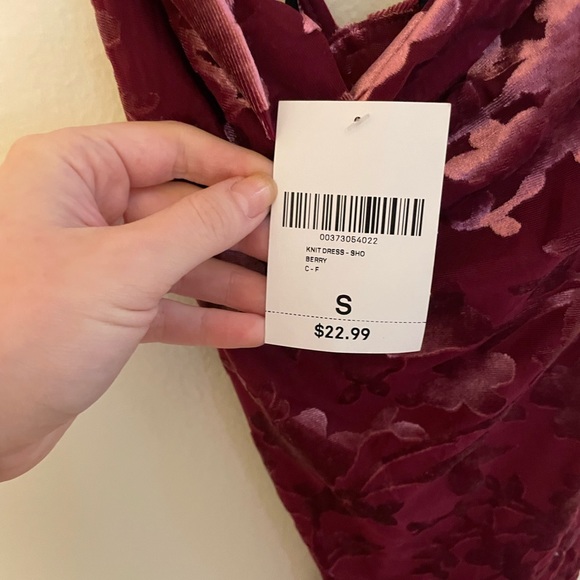 00373054022
KNIT DRESS - SHO
BERRY
C - F
S
$22.99